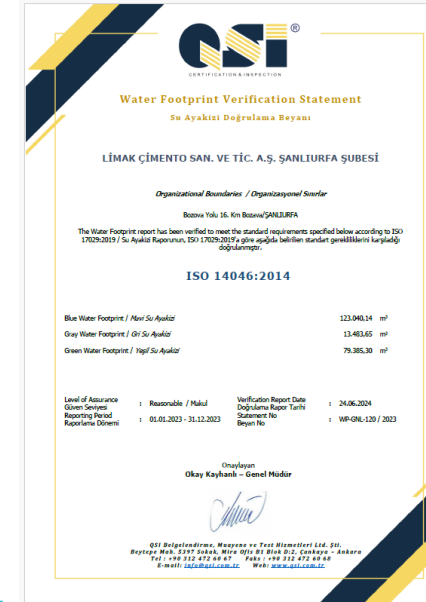 QSI ®
CERTIFICATION & INSPECTION
Water Footprint Verification Statement
Su Ayakizi Doğrulama Beyanı
LİMAK ÇİMENTO SAN. VE TİC. A.Ş. ŞANLIURFA ŞUBESİ
Organizational Boundaries / Organizasyonel Sınırlar
Bozova Yolu 16. Km Bozova/ŞANLIURFA
The Water Footprint report has been verified to meet the standard requirements specified below according to ISO
17029:2019 / Su Ayakizi Raporunun, ISO 17029:2019'a göre aşağıda belirtilen standart gerekliliklerini karşıladığı
doğrulanmıştır.
ISO 14046:2014
Blue Water Footprint / Mavi Su Ayakizi 123.040,14 m³
Gray Water Footprint / Gri Su Ayakizi 13.483,65 m³
Green Water Footprint / Yeşil Su Ayakizi 79.385,30 m³
Level of Assurance Verification Report Date
Güven Seviyesi : Reasonable / Makul Doğrulama Rapor Tarihi : 24.06.2024
Reporting Period Statement No
Raporlama Dönemi : 01.01.2023 - 31.12.2023 Beyan No : WP-GNL-120 / 2023
Onaylayan
Okay Kayhanlı – Genel Müdür
QSI Belgelendirme, Muayene ve Test Hizmetleri Ltd. Şti.
Beytepe Mah. 5397 Sokak, Mira Ofis B1 Blok D:2, Çankaya - Ankara
Tel : +90 312 472 60 67 Faks : +90 312 472 60 68
E-mail: info@qsi.com.tr Web: www.qsi.com.tr